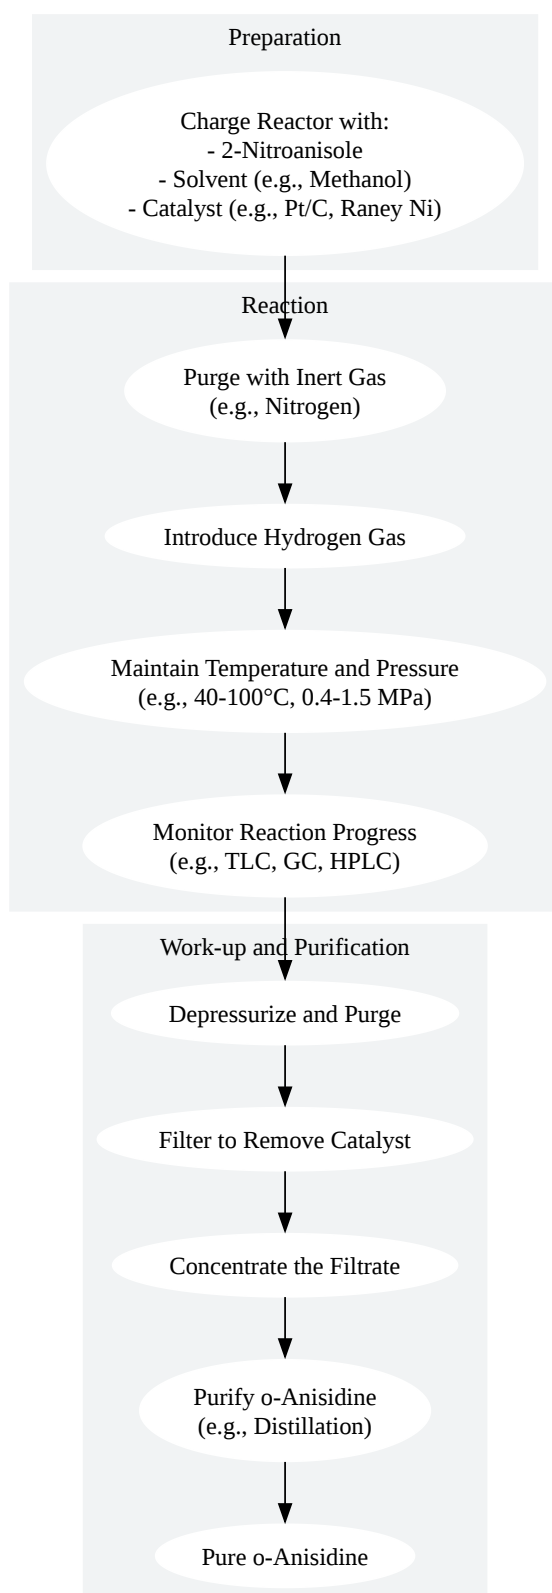 Preparation
Charge Reactor with:
- 2-Nitroanisole
- Solvent (e.g., Methanol)
- Catalyst (e.g., Pt/C, Raney Ni)
Reaction
Purge with Inert Gas
(e.g., Nitrogen)
Introduce Hydrogen Gas
Maintain Temperature and Pressure
(e.g., 40-100°C, 0.4-1.5 MPa)
Monitor Reaction Progress
(e.g., TLC, GC, HPLC)
Work-up and Purification
Depressurize and Purge
Filter to Remove Catalyst
Concentrate the Filtrate
Purify o-Anisidine
(e.g., Distillation)
Pure o-Anisidine